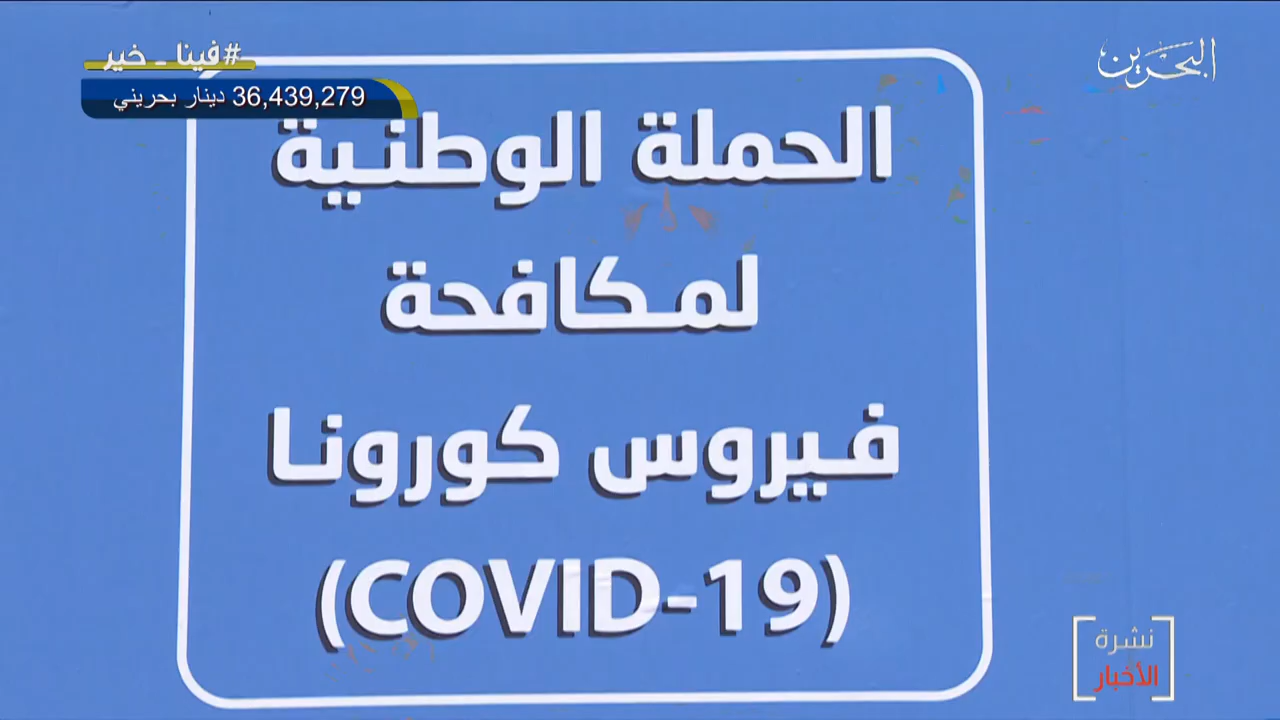 #فينا_خير
36,439,279 دينار بحريني
البحرين
الحملة الوطنية
لمكافحة
فيروس كورونا
(COVID-19)
نشرة
الأخبار